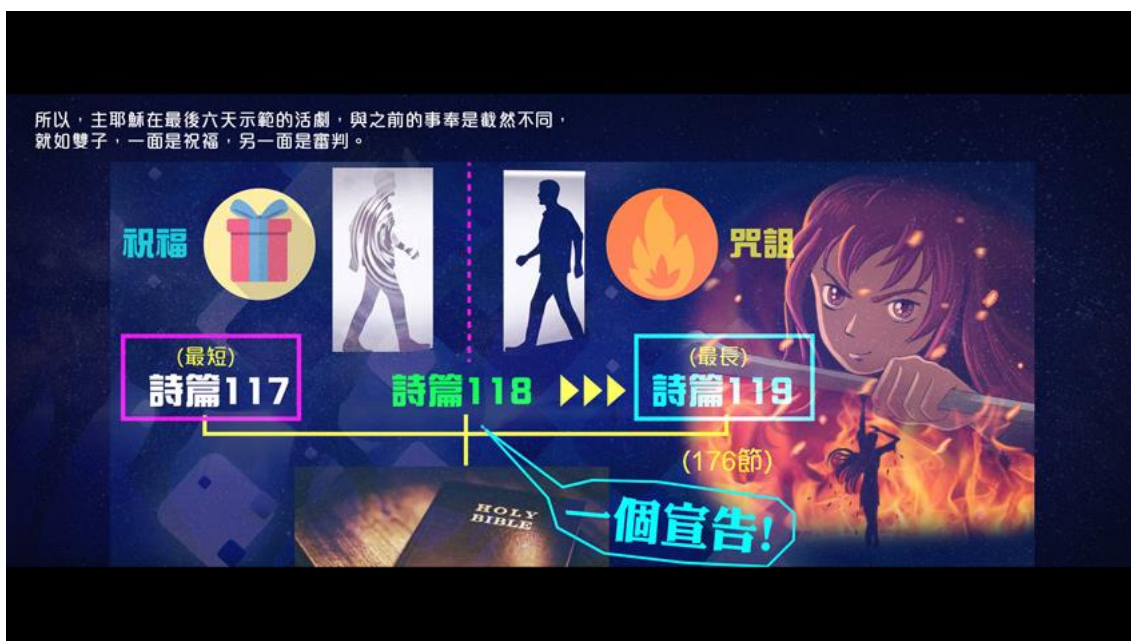 所以，主耶穌在最後六天示範的活劇，與之前的事奉是截然不同，
就如雙子，一面是祝福，另一面是審判。
祝福
咒詛
(最短)
詩篇117
詩篇118
(最長)
詩篇119
(176節)
一個宣告!
HOLY
BIBLE